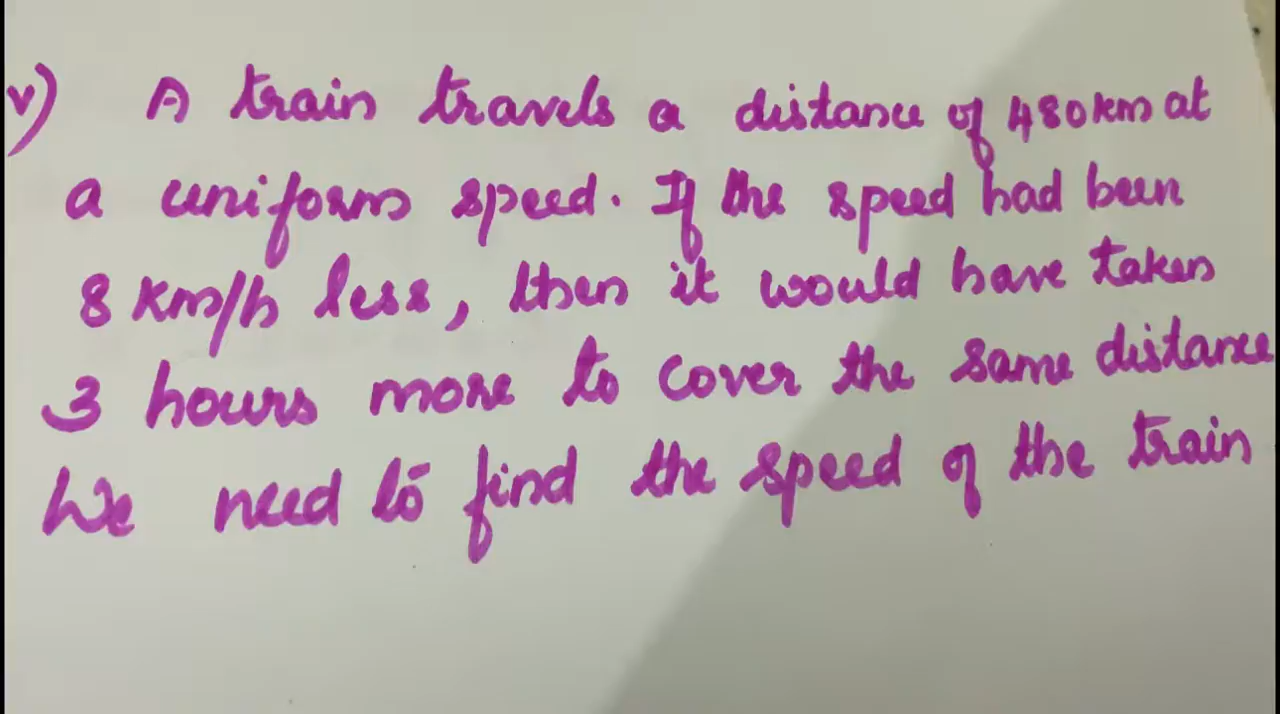 v) A train travels a distance of 480km at
a uniform speed. If the speed had been
8 km/h less, then it would have taken
3 hours more to cover the same distance
We need to find the speed of the train